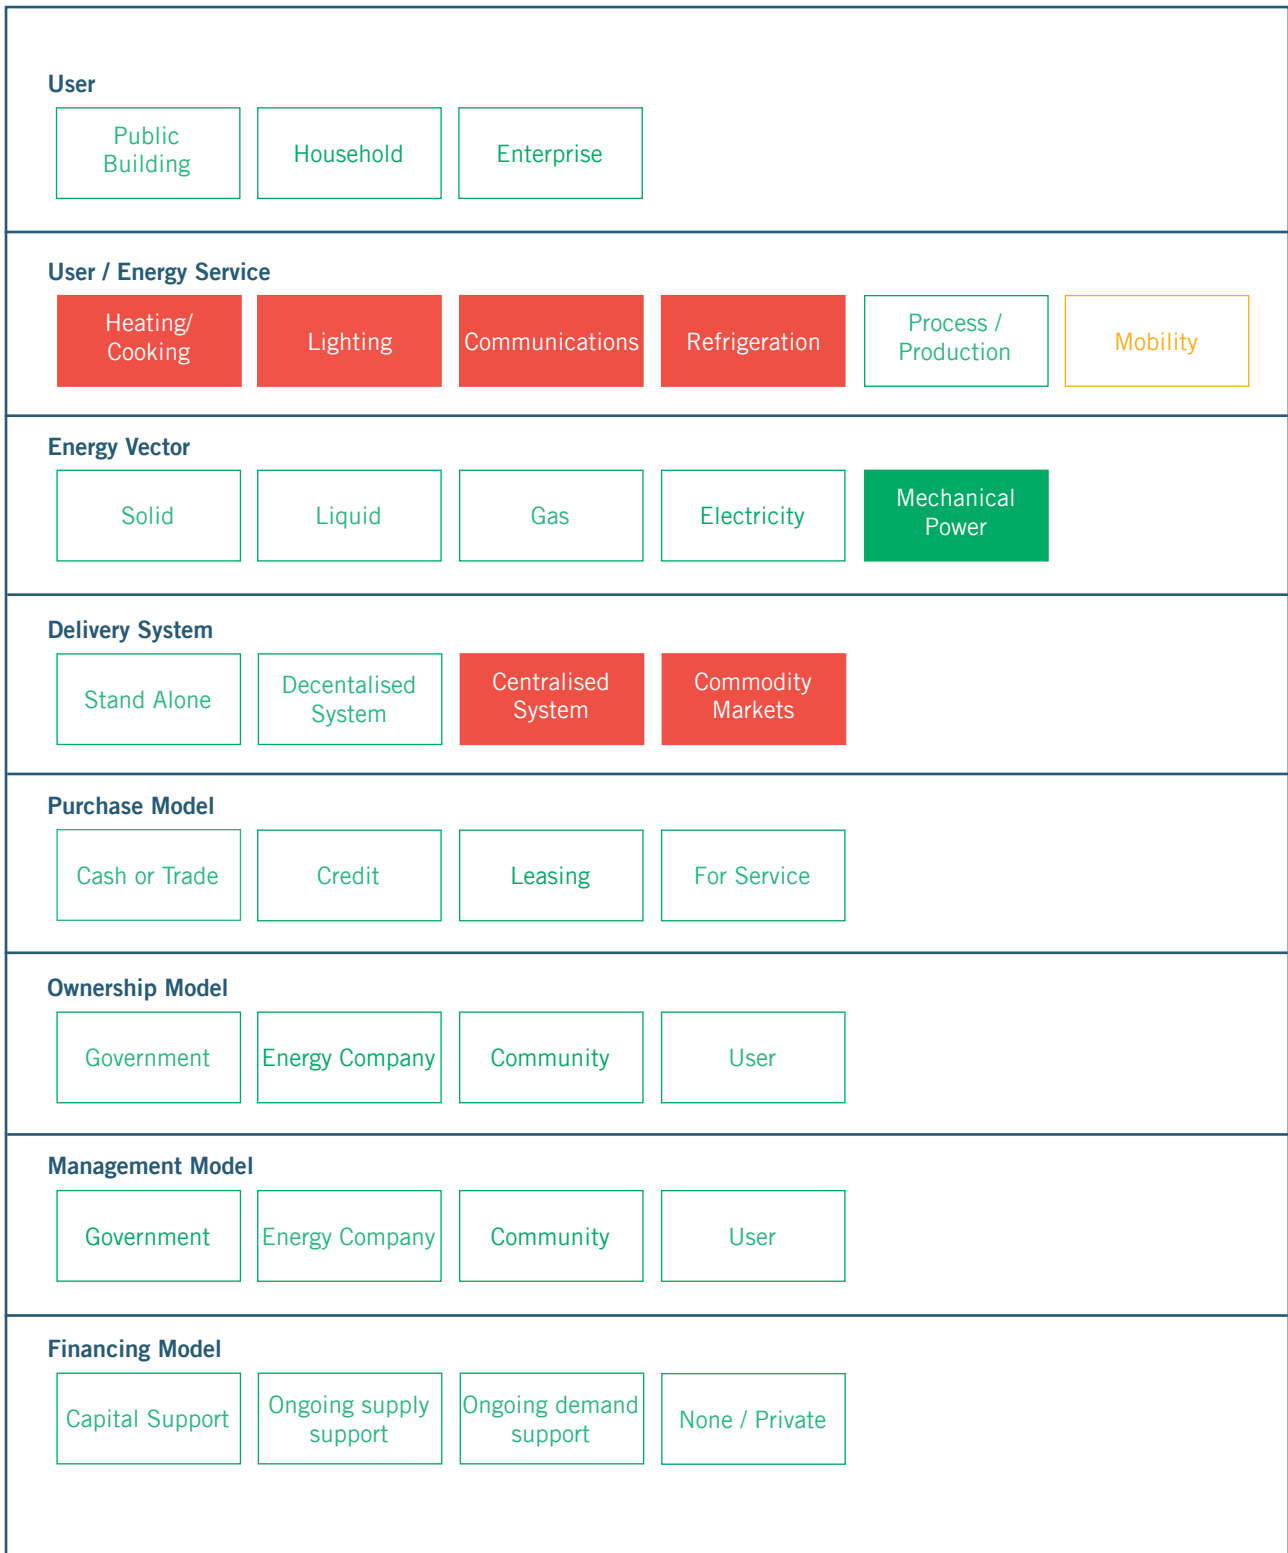 User
Public
Building
Household
Enterprise
User / Energy Service
Heating/
Cooking
Lighting
Communications
Refrigeration
Process /
Production
Mobility
Energy Vector
Solid
Liquid
Gas
Electricity
Mechanical
Power
Delivery System
Stand Alone
Decentalised
System
Centralised
System
Commodity
Markets
Purchase Model
Cash or Trade
Credit
Leasing
For Service
Ownership Model
Government
Energy Company
Community
User
Management Model
Government
Energy Company
Community
User
Financing Model
Capital Support
Ongoing supply
support
Ongoing demand
support
None / Private